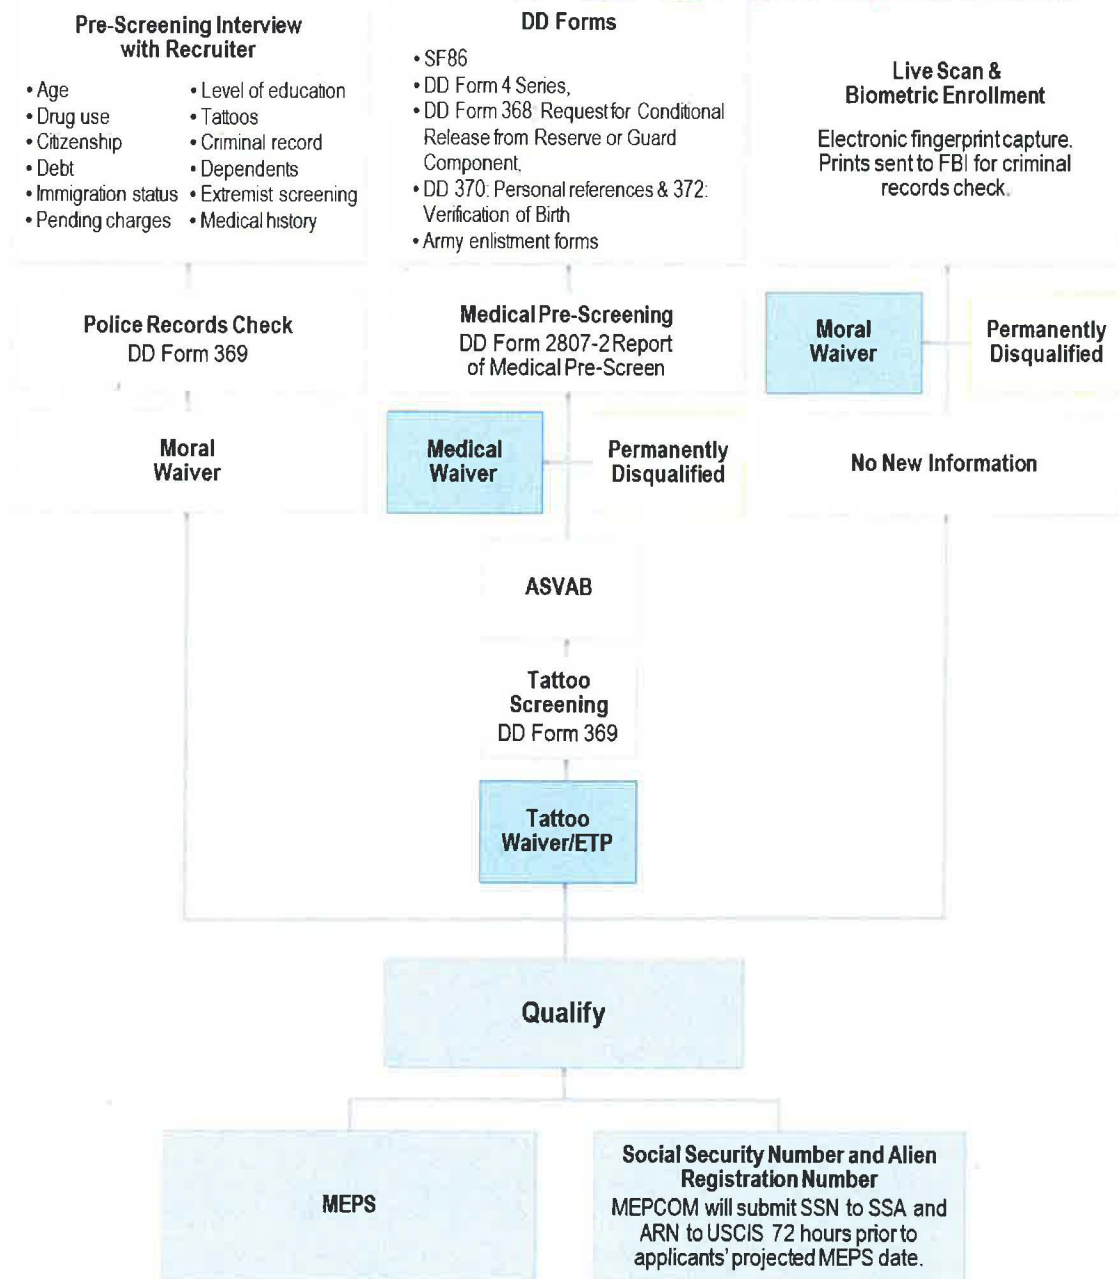 Pre-Screening Interview
with Recruiter
• Age
• Drug use
• Citizenship
• Debt
• Immigration status
• Pending charges
• Level of education
• Tattoos
• Criminal record
• Dependents
• Extremist screening
• Medical history
DD Forms
• SF86
• DD Form 4 Series,
• DD Form 368: Request for Conditional
Release from Reserve or Guard
Component,
• DD 370: Personal references & 372:
Verification of Birth
• Army enlistment forms
Live Scan &
Biometric Enrollment
Electronic fingerprint capture.
Prints sent to FBI for criminal
records check.
Police Records Check
DD Form 369
Medical Pre-Screening
DD Form 2807-2 Report
of Medical Pre-Screen
Moral
Waiver
Permanently
Disqualified
Moral
Waiver
Medical
Waiver
Permanently
Disqualified
No New Information
ASVAB
Tattoo
Screening
DD Form 369
Tattoo
Waiver/ETP
Qualify
MEPS
Social Security Number and Alien
Registration Number
MEPCOM will submit SSN to SSA and
ARN to USCIS 72 hours prior to
applicants' projected MEPS date.